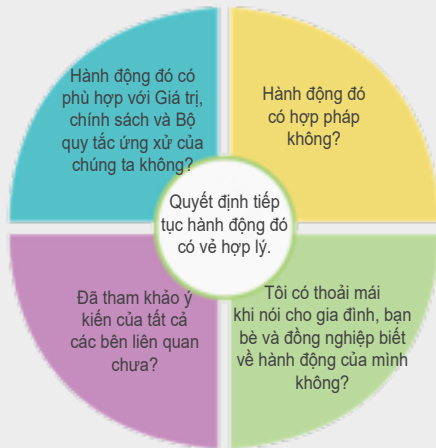 Hành động đó có
phù hợp với Giá trị,
chính sách và Bộ
quy tắc ứng xử của
chúng ta không?
Hành động đó
có hợp pháp
không?
Quyết định tiếp
tục hành động đó
có vẻ hợp lý.
Đã tham khảo ý
kiến của tất cả
các bên liên quan
chưa?
Tôi có thoải mái
khi nói cho gia đình, bạn
bè và đồng nghiệp biết
về hành động của mình
không?